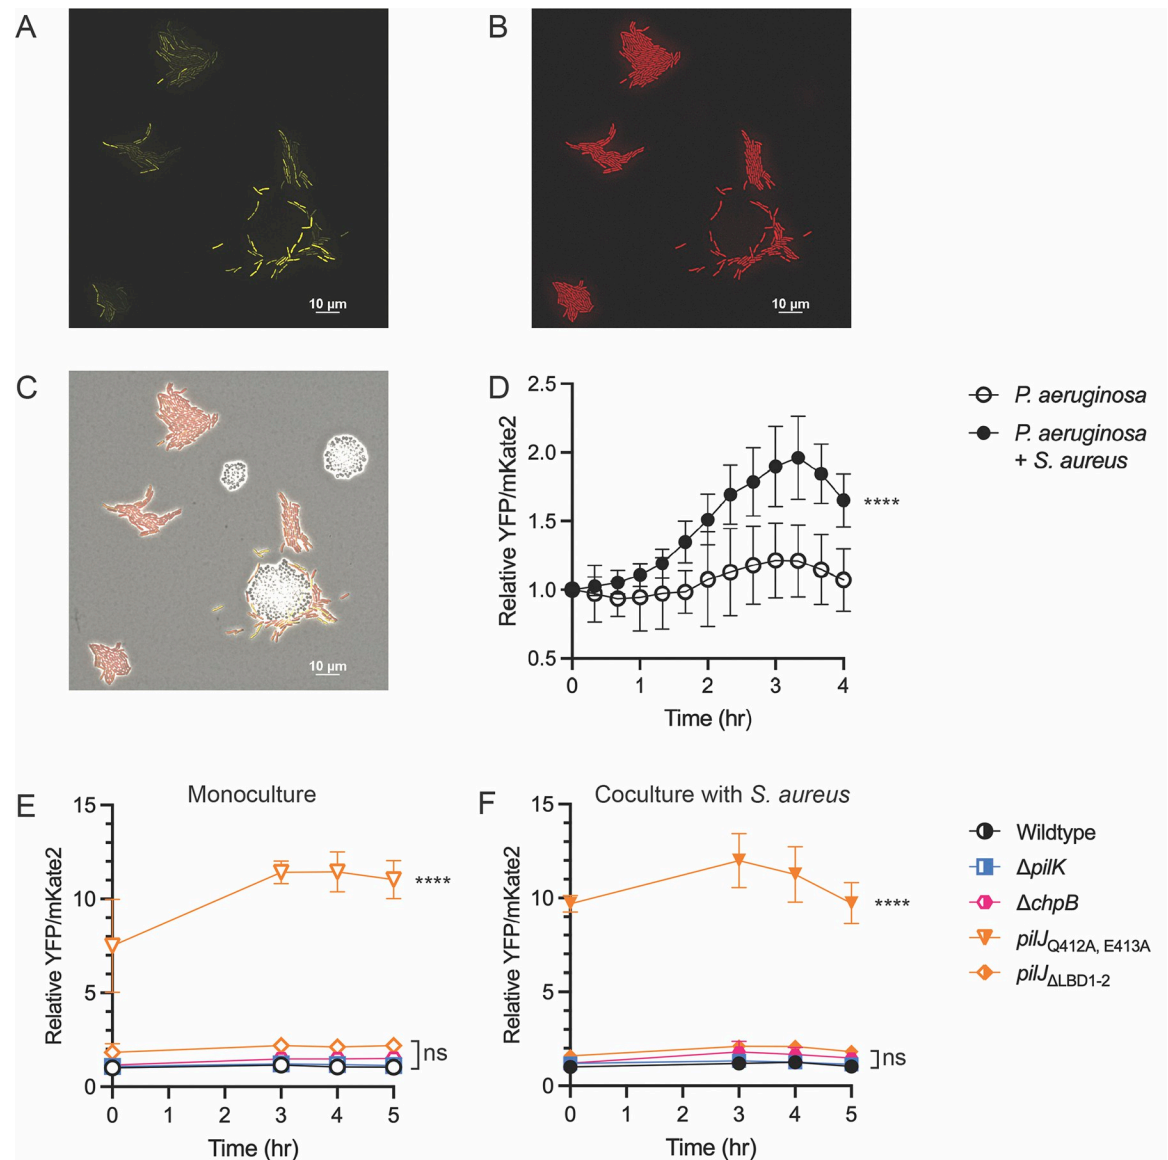 A
B
10 µm
10 µm
C
10 µm
D
2.5
2.0
1.5
1.0
0.5
Relative YFP/mKate2
0 1 2 3 4
Time (hr)
****
P. aeruginosa
P. aeruginosa
+ S. aureus
E
Monoculture
15
10
5
0
Relative YFP/mKate2
0 1 2 3 4 5
Time (hr)
****
ns
F
Coculture with S. aureus
15
10
5
0
Relative YFP/mKate2
0 1 2 3 4 5
Time (hr)
****
ns
Wildtype
ΔpilK
ΔchpB
pilJQ412A, E413A
pilJΔLBD1-2